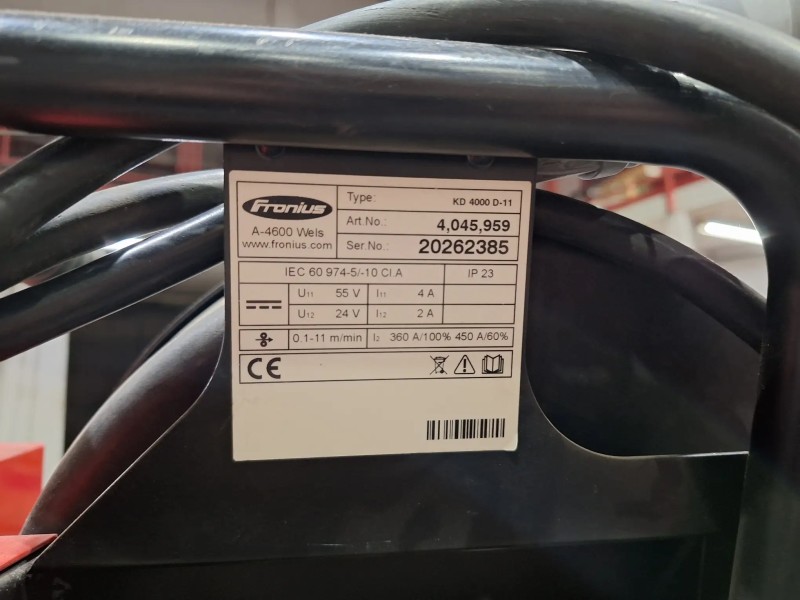 Fronius
A-4600 Wels
www.fronius.com
Type: KD 4000 D-11
Art.No.: 4,045,959
Ser.No.: 20262385
IEC 60 974-5/-10 Cl.A IP 23
U11 55 V I11 4 A
U12 24 V I12 2 A
0.1-11 m/min I2 360 A/100% 450 A/60%
CE